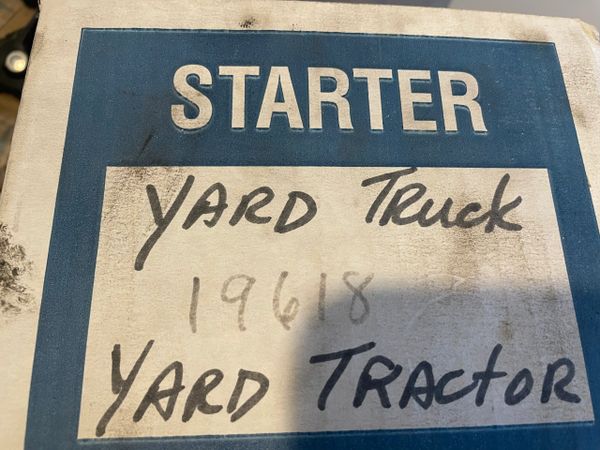 STARTER
YARD TRuck
19618
YARD TRACtOR